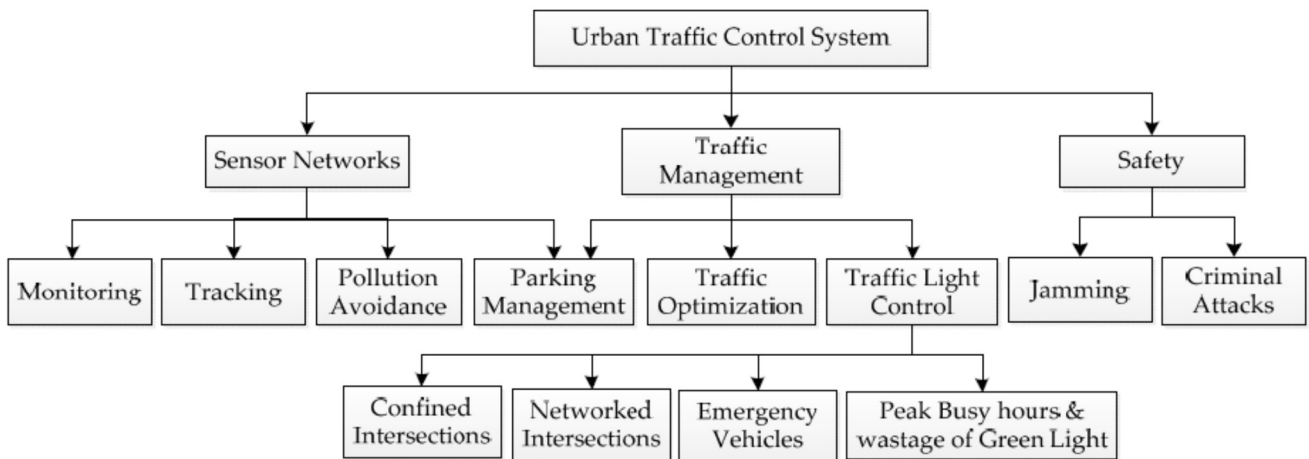 Urban Traffic Control System
Sensor Networks
Traffic
Management
Safety
Monitoring
Tracking
Pollution
Avoidance
Parking
Management
Traffic
Optimization
Traffic Light
Control
Jamming
Criminal
Attacks
Confined
Intersections
Networked
Intersections
Emergency
Vehicles
Peak Busy hours &
wastage of Green Light